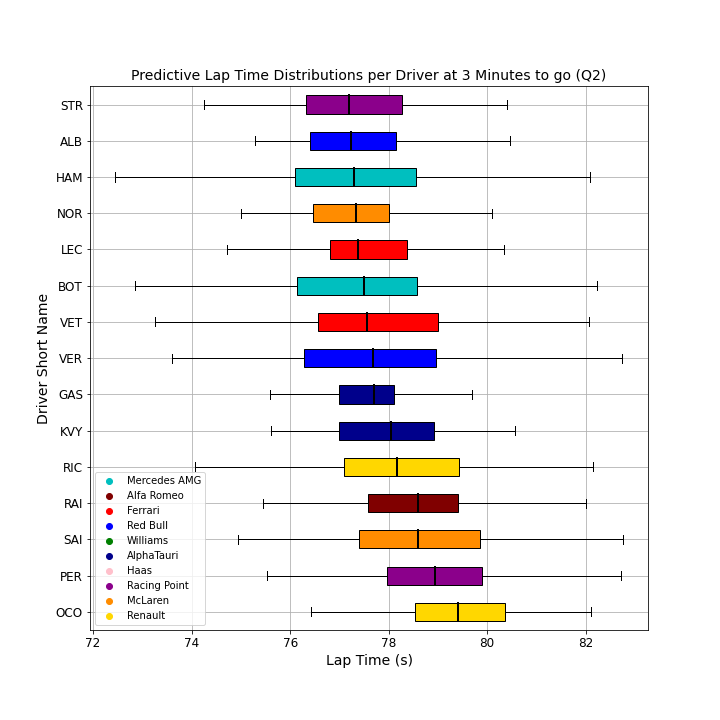 Predictive Lap Time Distributions per Driver at 3 Minutes to go (Q2)
Driver Short Name
STR
ALB
HAM
NOR
LEC
BOT
VET
VER
GAS
KVY
RIC
RAI
SAI
PER
OCO
Mercedes AMG
Alfa Romeo
Ferrari
Red Bull
Williams
AlphaTauri
Haas
Racing Point
McLaren
Renault
72 74 76 78 80 82
Lap Time (s)